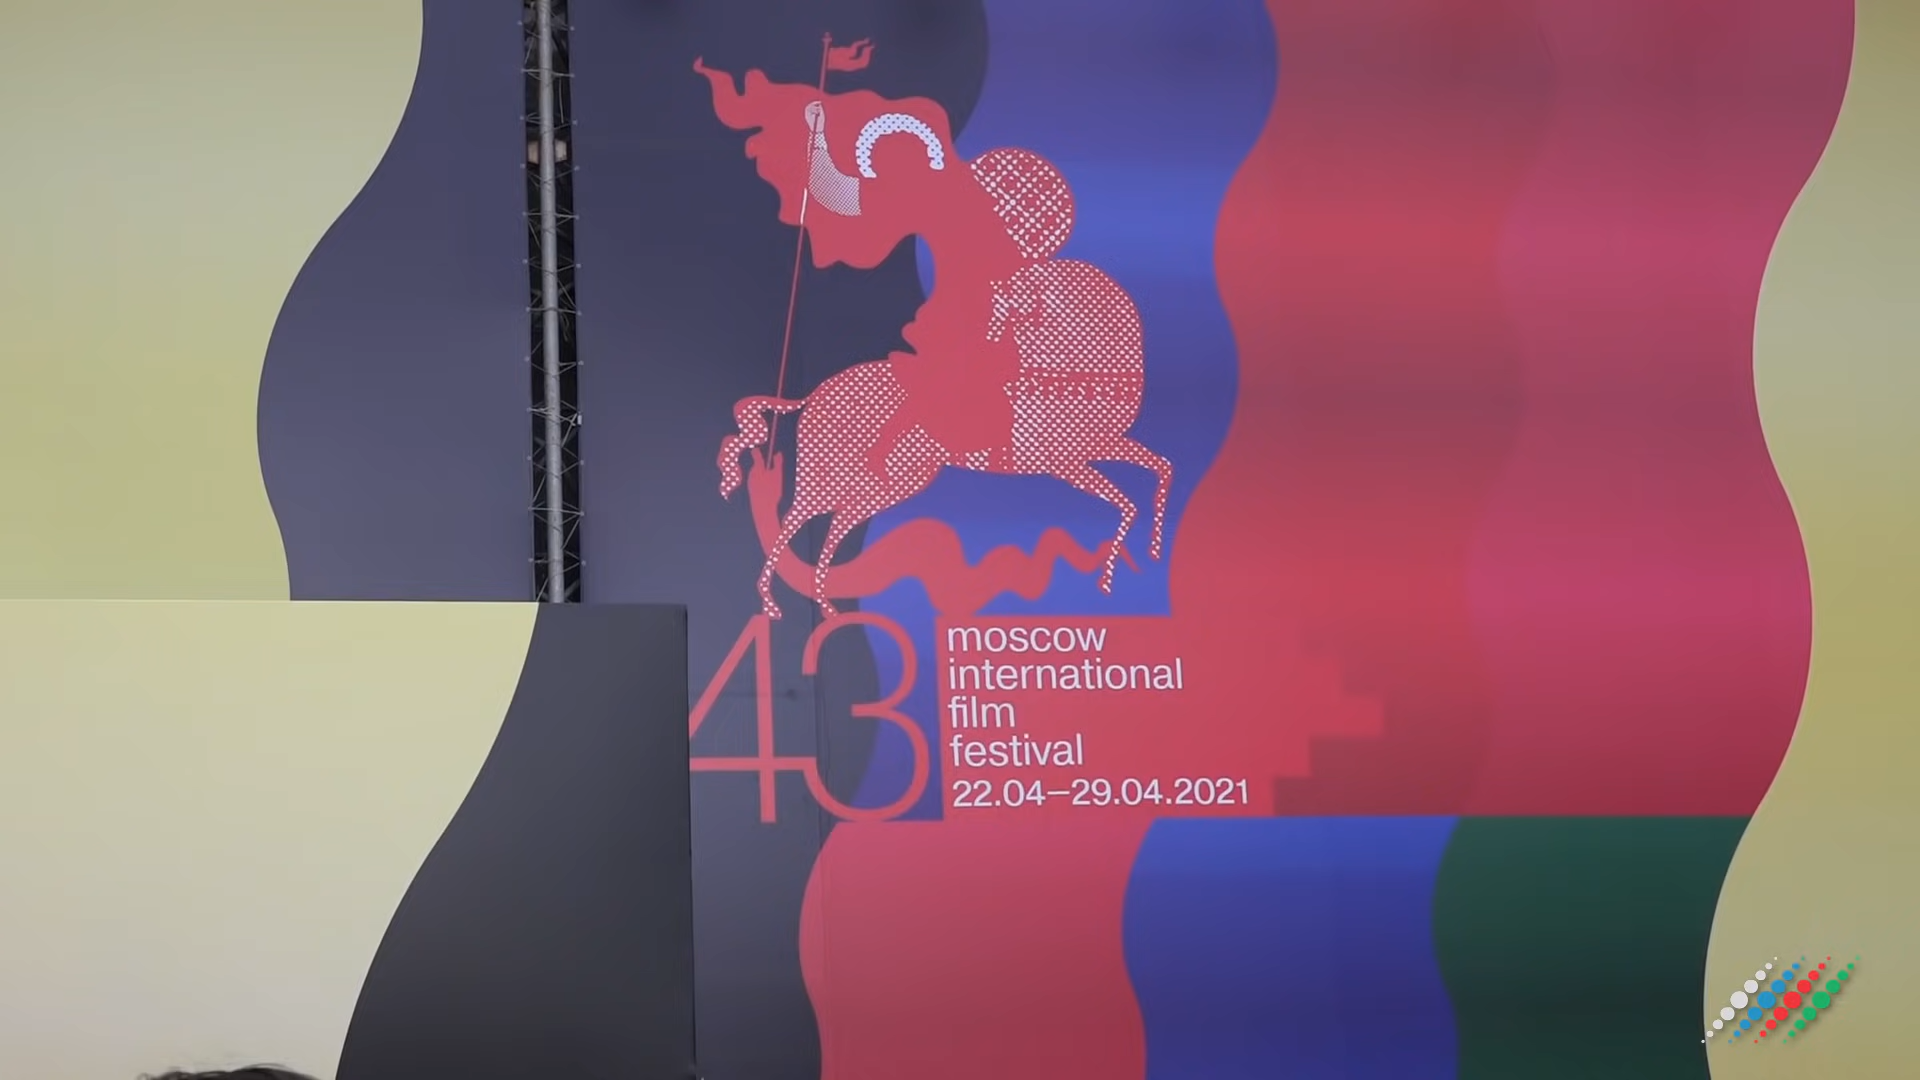 43
moscow
international
film
festival
22.04–29.04.2021